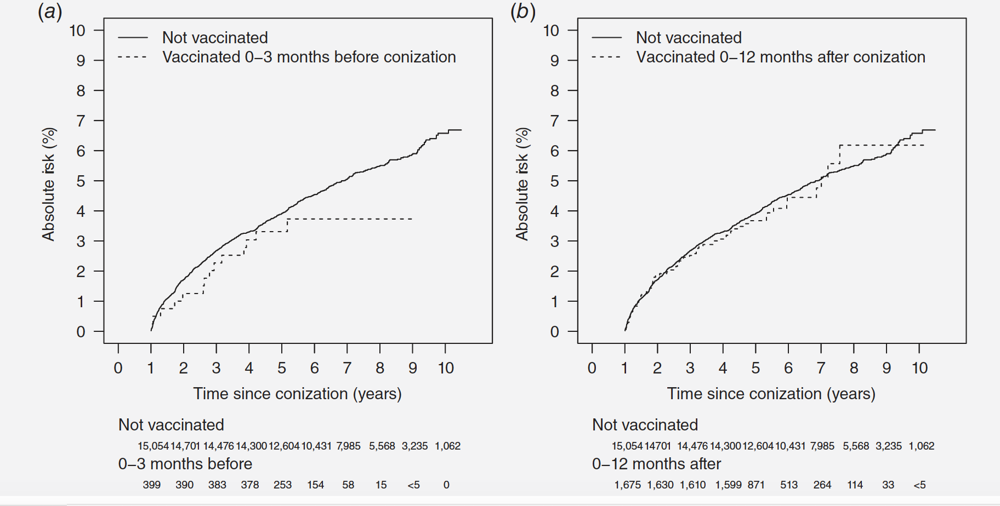 (a)
10
9
8
7
6
5
4
3
2
1
0
Absolute risk (%)
Not vaccinated
Vaccinated 0–3 months before conization
0 1 2 3 4 5 6 7 8 9 10
Time since conization (years)
Not vaccinated
15,054 14,701 14,476 14,300 12,604 10,431 7,985 5,568 3,235 1,062
0–3 months before
399 390 383 378 253 154 58 15 <5 0
(b)
10
9
8
7
6
5
4
3
2
1
0
Absolute risk (%)
Not vaccinated
Vaccinated 0–12 months after conization
0 1 2 3 4 5 6 7 8 9 10
Time since conization (years)
Not vaccinated
15,054 14701 14,476 14,300 12,604 10,431 7,985 5,568 3,235 1,062
0–12 months after
1,675 1,630 1,610 1,599 871 513 264 114 33 <5